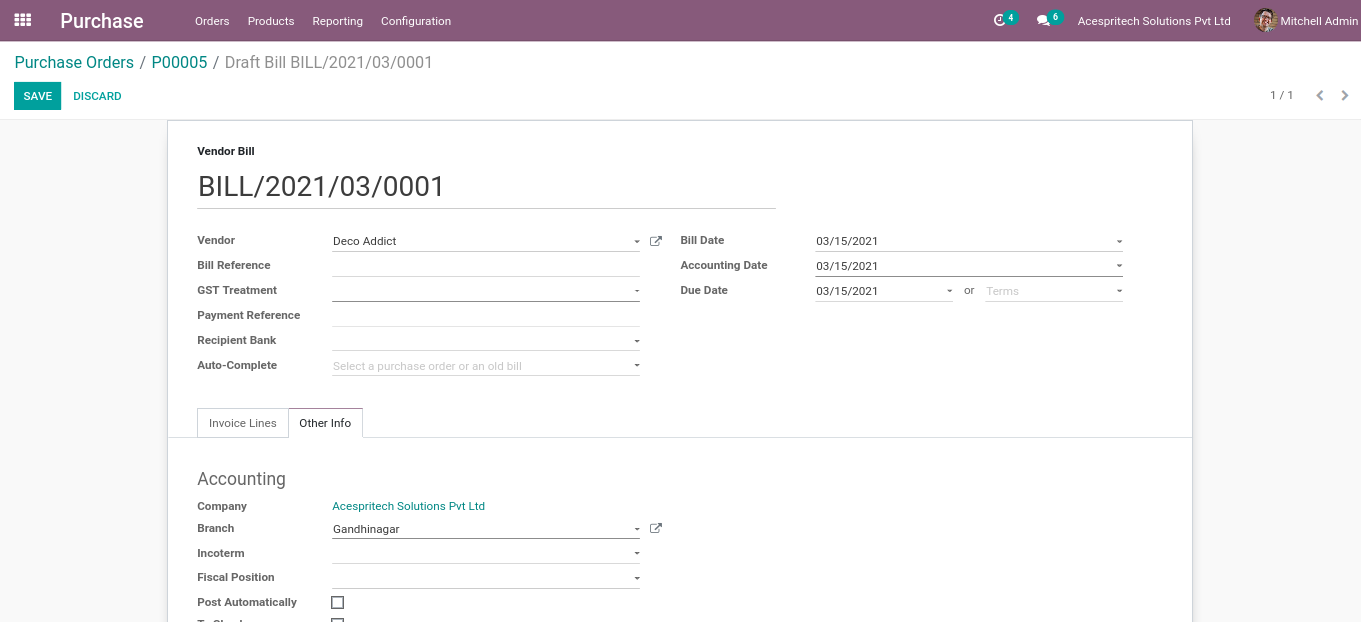 Purchase Orders Products Reporting Configuration 4 6 Acespritech Solutions Pvt Ltd Mitchell Admin
Purchase Orders / P00005 / Draft Bill BILL/2021/03/0001
SAVE DISCARD 1 / 1
Vendor Bill
BILL/2021/03/0001
Vendor Deco Addict Bill Date 03/15/2021
Bill Reference Accounting Date 03/15/2021
GST Treatment Due Date 03/15/2021 or Terms
Payment Reference
Recipient Bank
Auto-Complete Select a purchase order or an old bill
Invoice Lines Other Info
Accounting
Company Acespritech Solutions Pvt Ltd
Branch Gandhinagar
Incoterm
Fiscal Position
Post Automatically